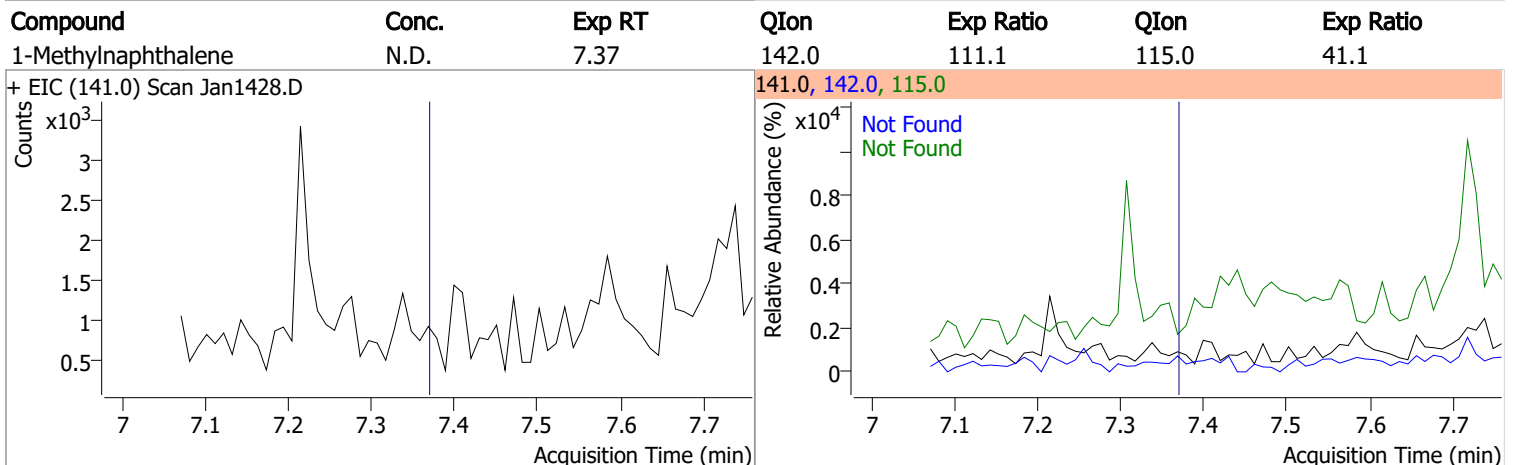 Compound Conc. Exp RT QIon Exp Ratio QIon Exp Ratio
1-Methylnaphthalene N.D. 7.37 142.0 111.1 115.0 41.1
+ EIC (141.0) Scan Jan1428.D
Counts
x10³
3
2.5
2
1.5
1
0.5
7 7.1 7.2 7.3 7.4 7.5 7.6 7.7
Acquisition Time (min)
141.0, 142.0, 115.0
Relative Abundance (%)
x10⁴
Not Found
Not Found
0.8
0.6
0.4
0.2
0
7 7.1 7.2 7.3 7.4 7.5 7.6 7.7
Acquisition Time (min)